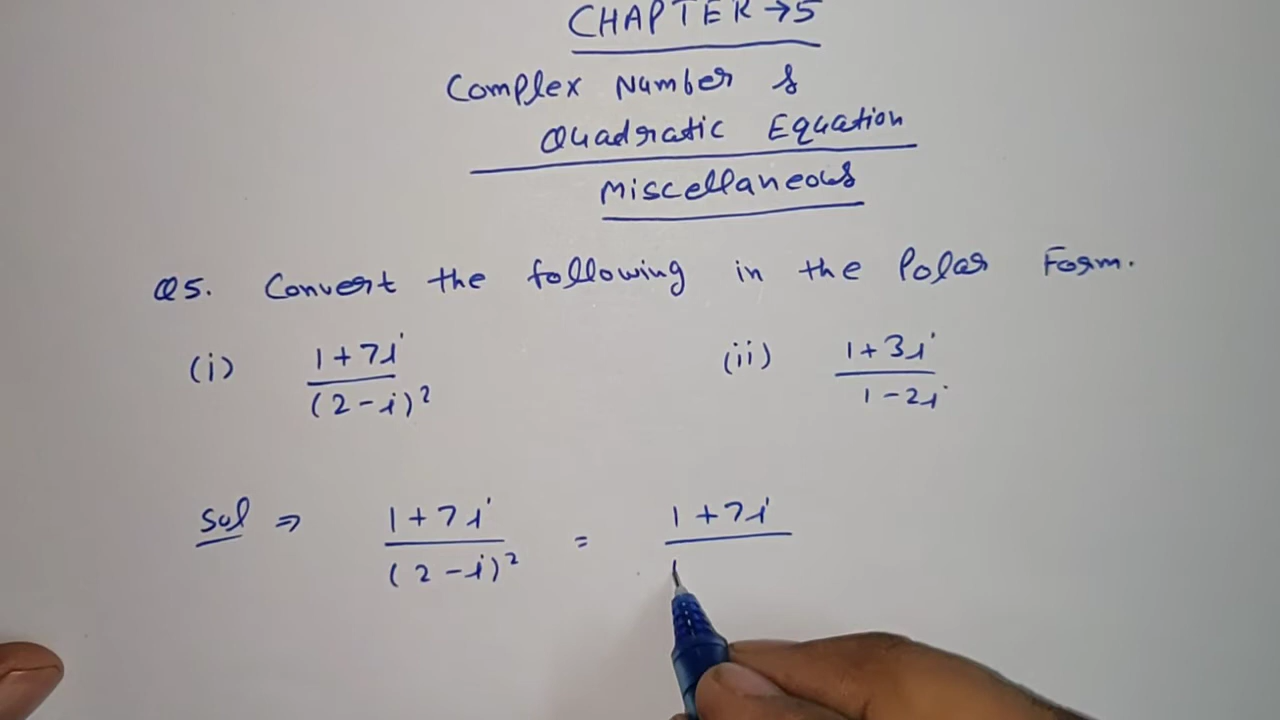 CHAPTER →5
Complex Number &
Quadratic Equation
Miscellaneous
Q5. Convert the following in the Polar Form.
(i) (1+7i)/(2-i)² (ii) (1+3i)/(1-2i)
Sol ⇒ (1+7i)/(2-i)² = 1+7i/(